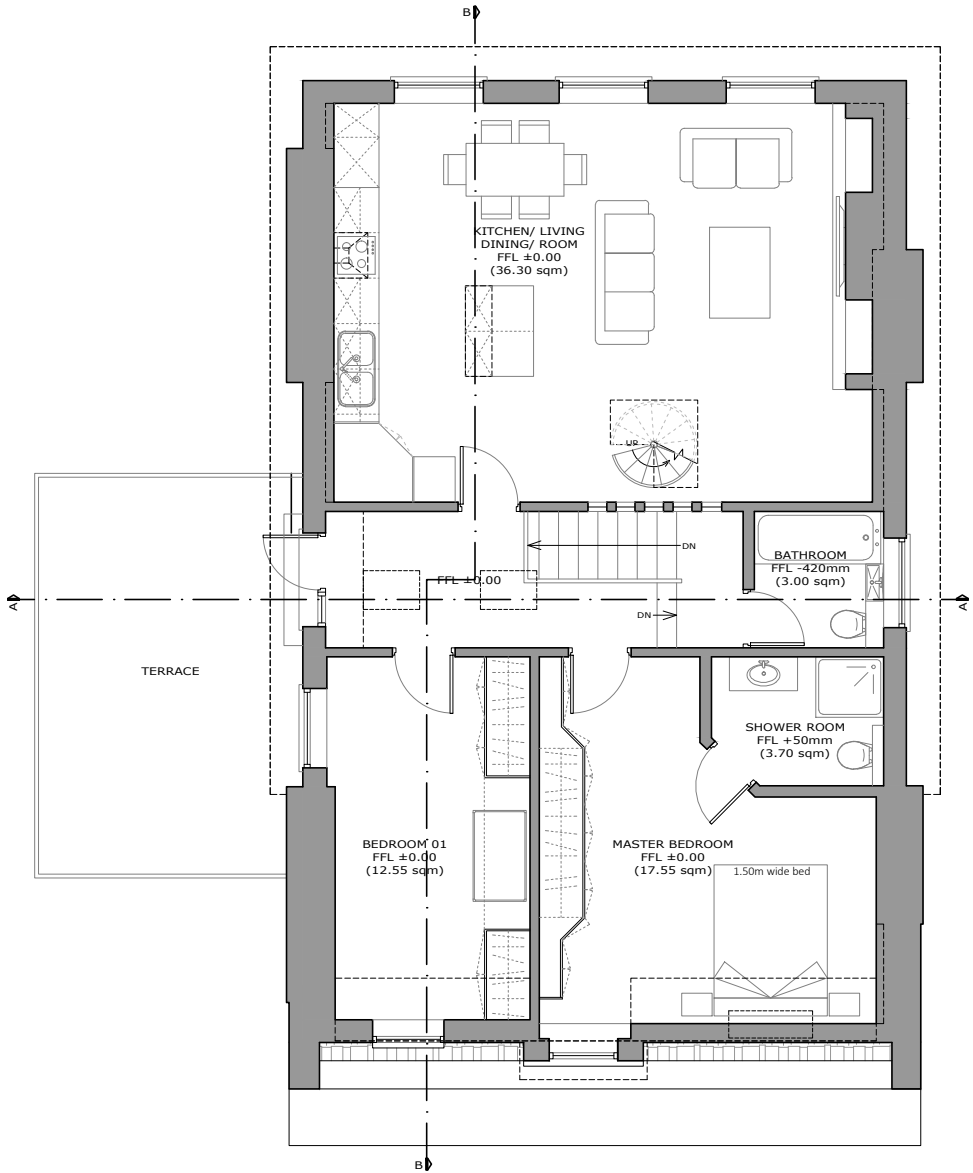 B
KITCHEN/ LIVING
DINING/ ROOM
FFL ±0.00
(36.30 sqm)
UP
DN
BATHROOM
FFL -420mm
(3.00 sqm)
FFL ±0.00
A
A
DN
TERRACE
SHOWER ROOM
FFL +50mm
(3.70 sqm)
BEDROOM 01
FFL ±0.00
(12.55 sqm)
MASTER BEDROOM
FFL ±0.00
(17.55 sqm)
1.50m wide bed
B